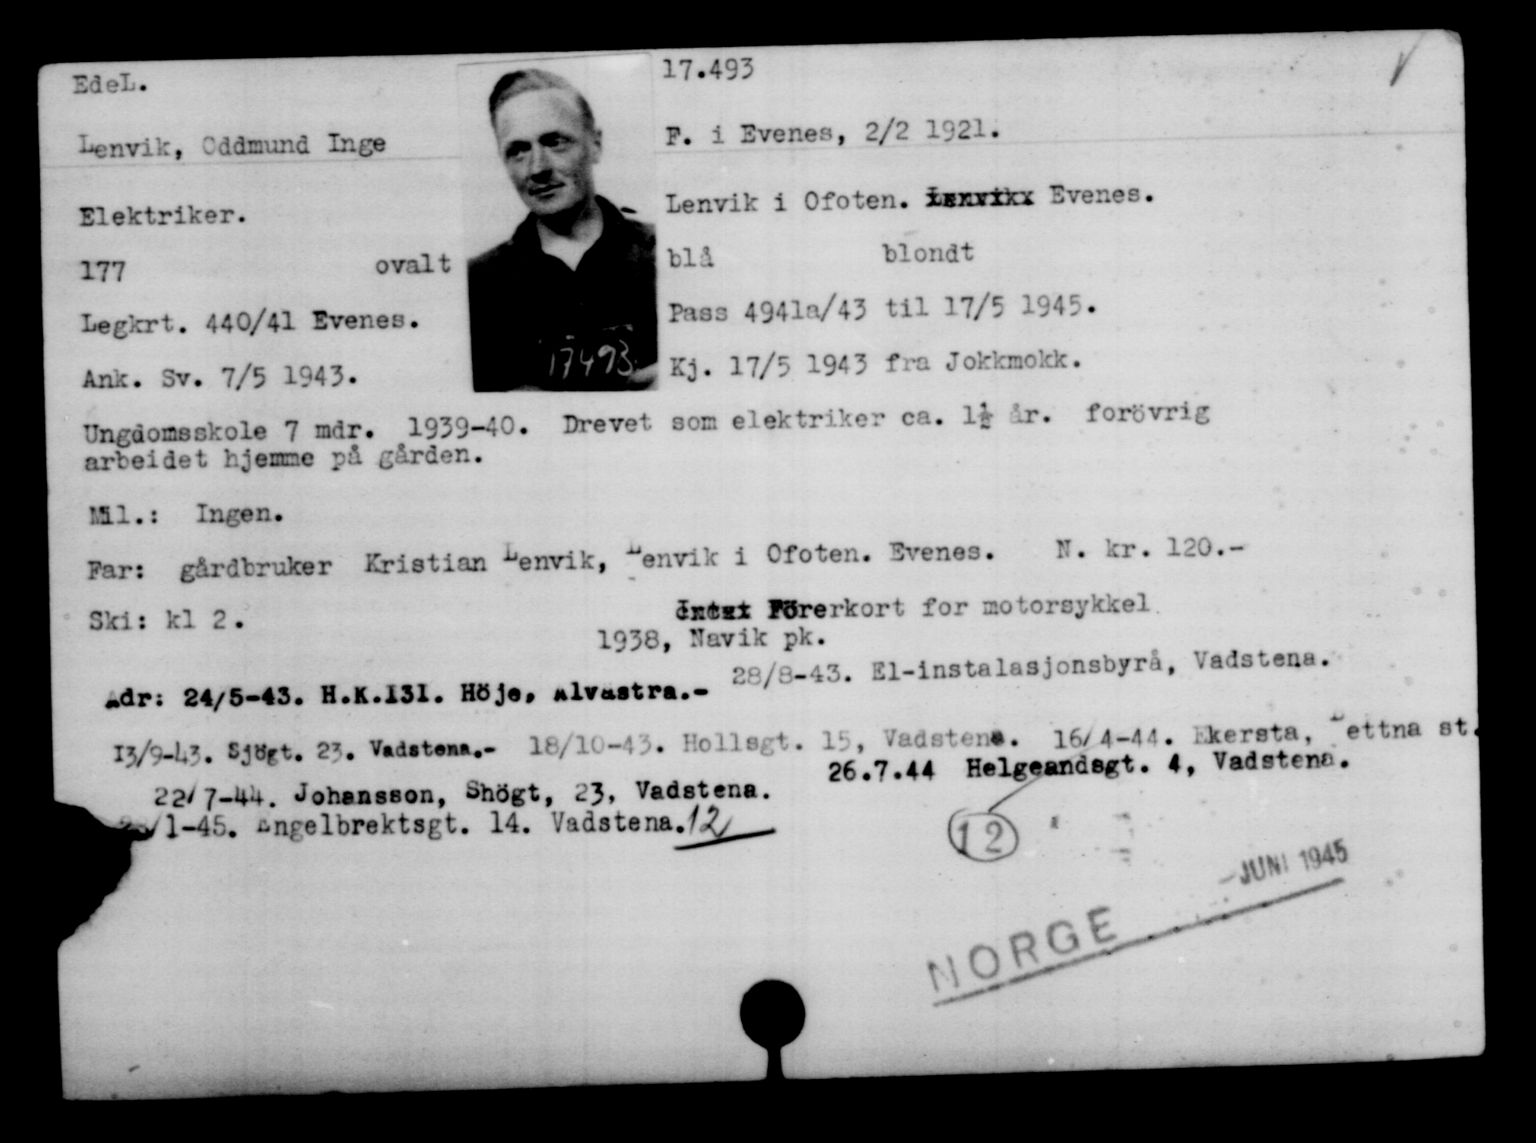 EdeL. 17.493
Lenvik, Oddmund Inge F. i Evenes, 2/2 1921.
Elektriker. Lenvik i Ofoten. Evenes.
177 ovalt blå blondt
Legkrt. 440/41 Evenes. Pass 4941a/43 til 17/5 1945.
17493
Ank. Sv. 7/5 1943. Kj. 17/5 1943 fra Jokkmokk.
Ungdomsskole 7 mdr. 1939-40. Drevet som elektriker ca. 1½ år. forövrig
arbeidet hjemme på gården.
Mil.: Ingen.
Far: gårdbruker Kristian Lenvik, Lenvik i Ofoten. Evenes. N. kr. 120.-
Ski: kl 2. Förerkort for motorsykkel
1938, Navik pk.
28/8-43. El-instalasjonsbyrå, Vadstena.
Adr: 24/5-43. H.K.I3I. Höje, Alvastra.-
I3/9-43. Sjögt. 23. Vadstena.- 18/10-43. Hollsgt. 15, Vadstena. 16/4-44. Ekersta, Bettna st.
26.7.44 Helgeandsgt. 4, Vadstena.
22/7-44. Johansson, Shögt, 23, Vadstena.
/1-45. Engelbrektsgt. 14. Vadstena. 12
12
JUNI 1945
NORGE